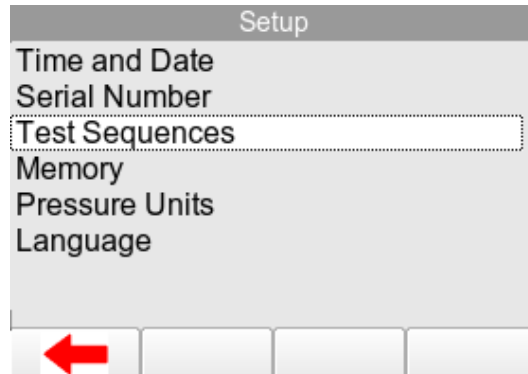 Setup
Time and Date
Serial Number
Test Sequences
Memory
Pressure Units
Language